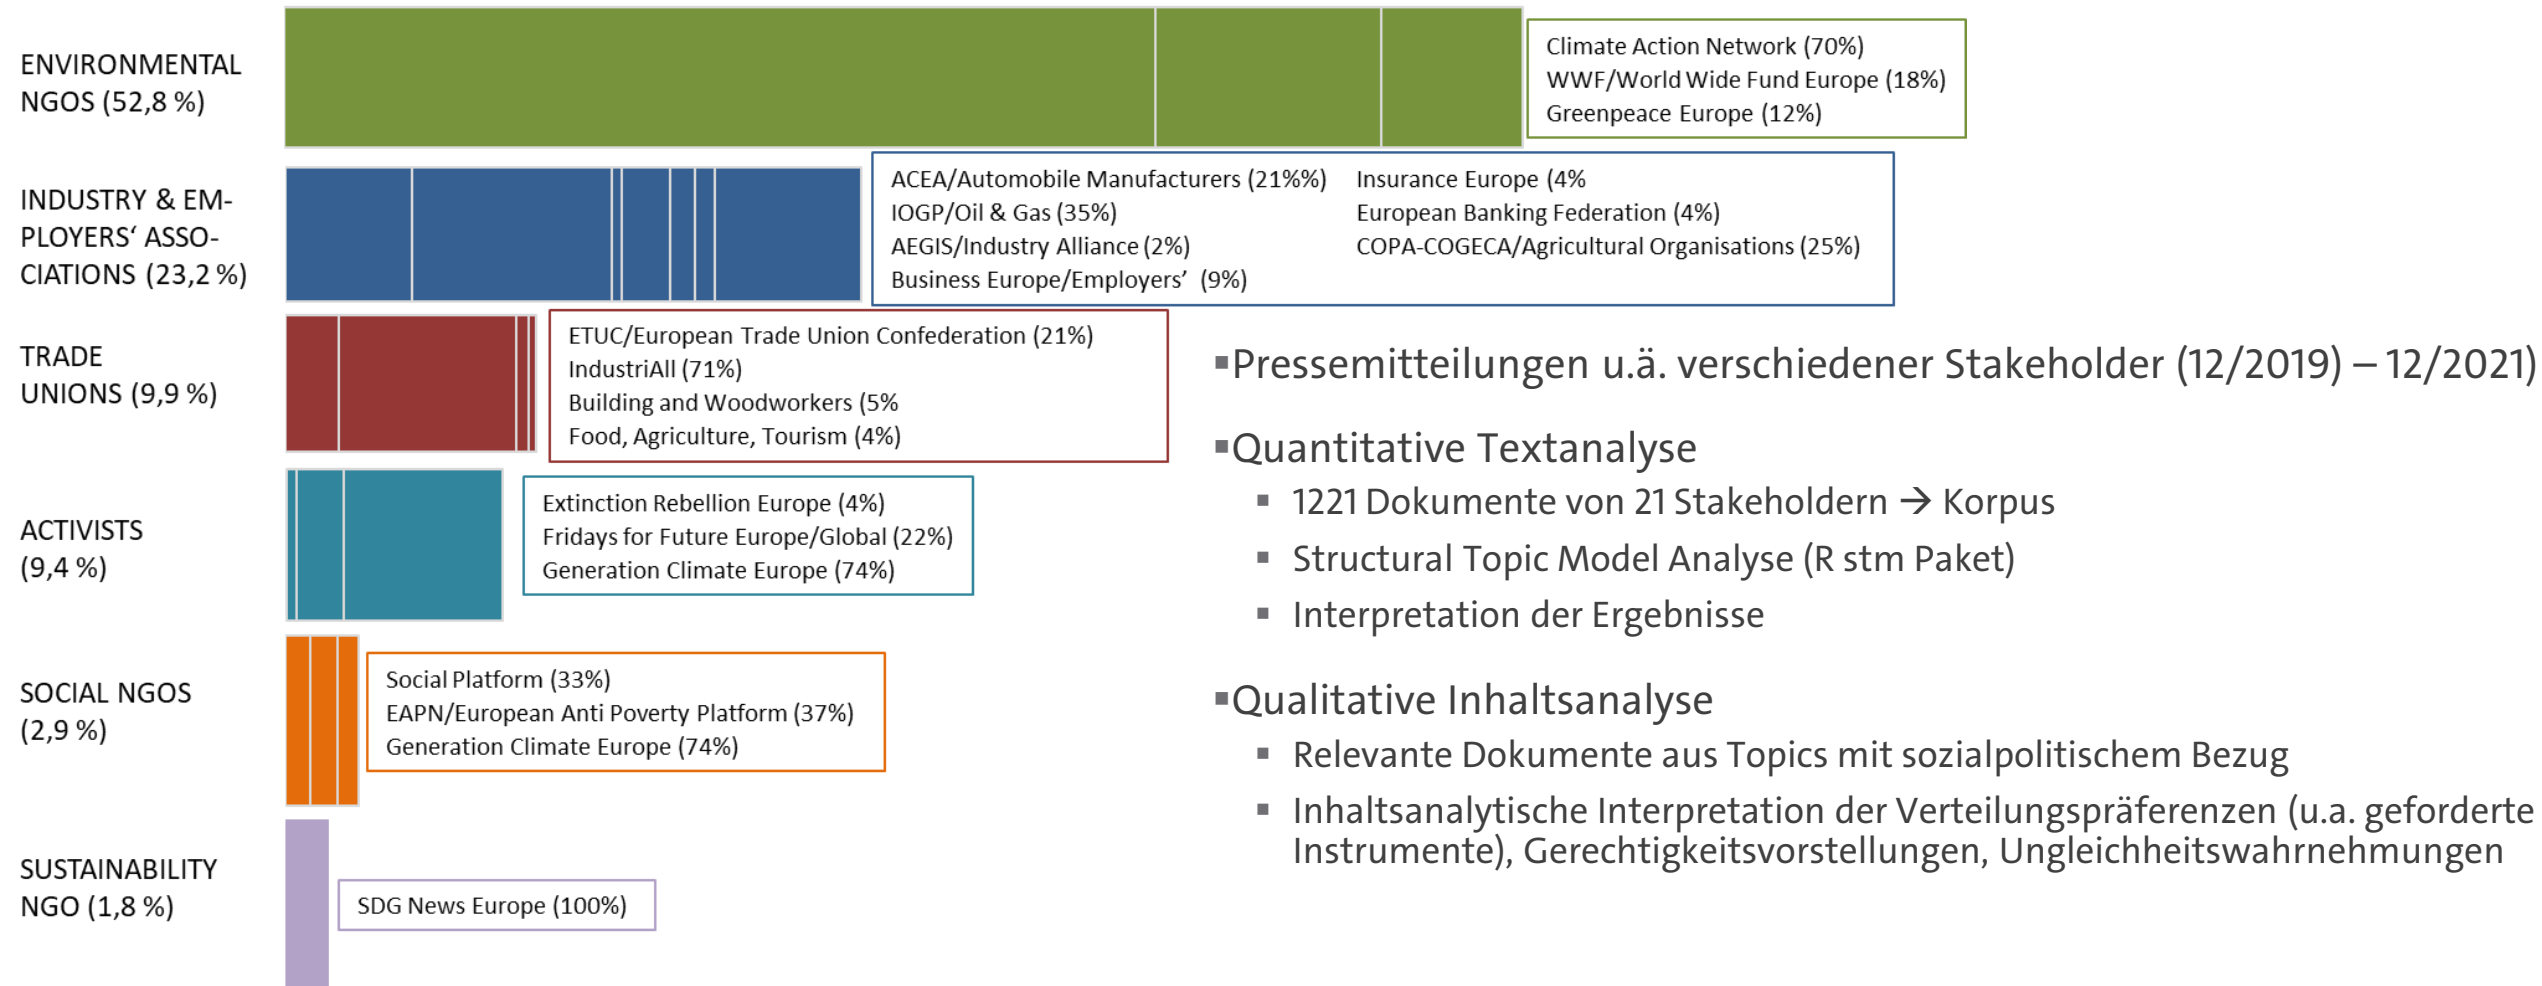 ENVIRONMENTAL
NGOS (52,8 %)
Climate Action Network (70%)
WWF/World Wide Fund Europe (18%)
Greenpeace Europe (12%)
INDUSTRY & EM-
PLOYERS‘ ASSO-
CIATIONS (23,2 %)
ACEA/Automobile Manufacturers (21%%)
IOGP/Oil & Gas (35%)
AEGIS/Industry Alliance (2%)
Business Europe/Employers’ (9%)
Insurance Europe (4%
European Banking Federation (4%)
COPA-COGECA/Agricultural Organisations (25%)
TRADE
UNIONS (9,9 %)
ETUC/European Trade Union Confederation (21%)
IndustriAll (71%)
Building and Woodworkers (5%
Food, Agriculture, Tourism (4%)
ACTIVISTS
(9,4 %)
Extinction Rebellion Europe (4%)
Fridays for Future Europe/Global (22%)
Generation Climate Europe (74%)
SOCIAL NGOS
(2,9 %)
Social Platform (33%)
EAPN/European Anti Poverty Platform (37%)
Generation Climate Europe (74%)
SUSTAINABILITY
NGO (1,8 %)
SDG News Europe (100%)
▪Pressemitteilungen u.ä. verschiedener Stakeholder (12/2019) – 12/2021)
▪Quantitative Textanalyse
▪ 1221 Dokumente von 21 Stakeholdern → Korpus
▪ Structural Topic Model Analyse (R stm Paket)
▪ Interpretation der Ergebnisse
▪Qualitative Inhaltsanalyse
▪ Relevante Dokumente aus Topics mit sozialpolitischem Bezug
▪ Inhaltsanalytische Interpretation der Verteilungspräferenzen (u.a. geforderte
Instrumente), Gerechtigkeitsvorstellungen, Ungleichheitswahrnehmungen